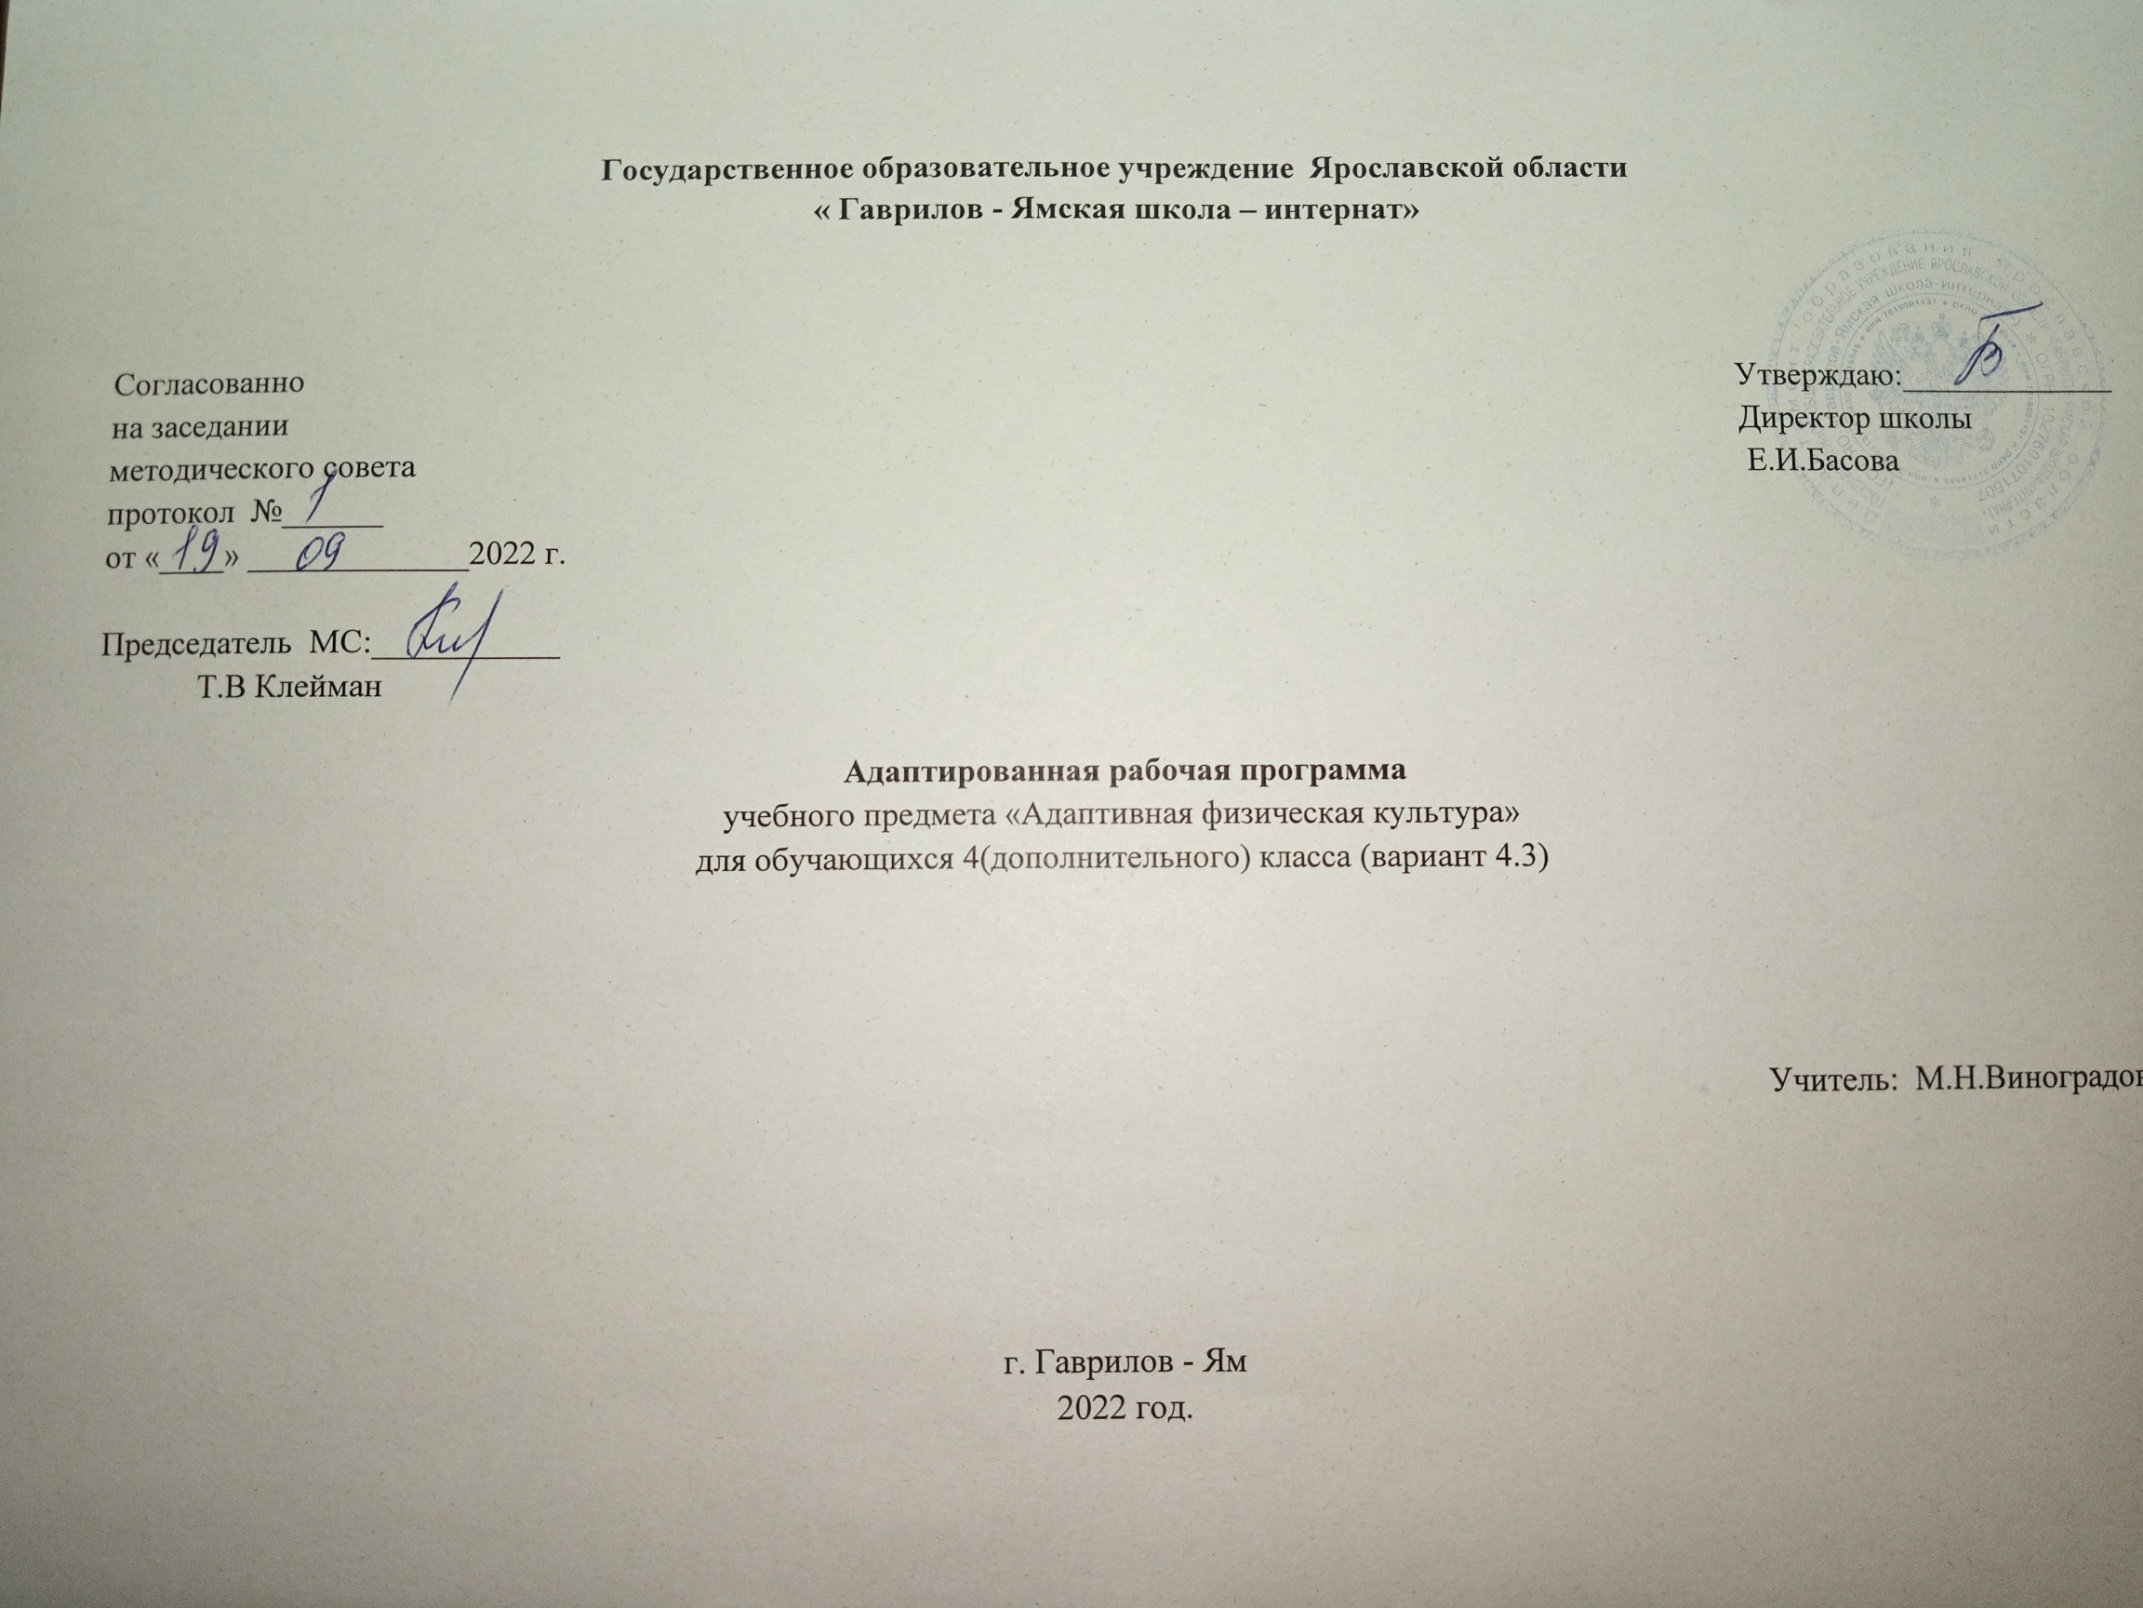 Государственное образовательное учреждение Ярославской области
« Гаврилов - Ямская школа – интернат»
Согласованно
на заседании
методического совета
протокол №1
от «19» 09 2022 г.
Председатель МС:
Т.В Клейман
Утверждаю:
Директор школы
Е.И.Басова
Адаптированная рабочая программа
учебного предмета «Адаптивная физическая культура»
для обучающихся 4(дополнительного) класса (вариант 4.3)
Учитель: М.Н.Виноградов
г. Гаврилов - Ям
2022 год.